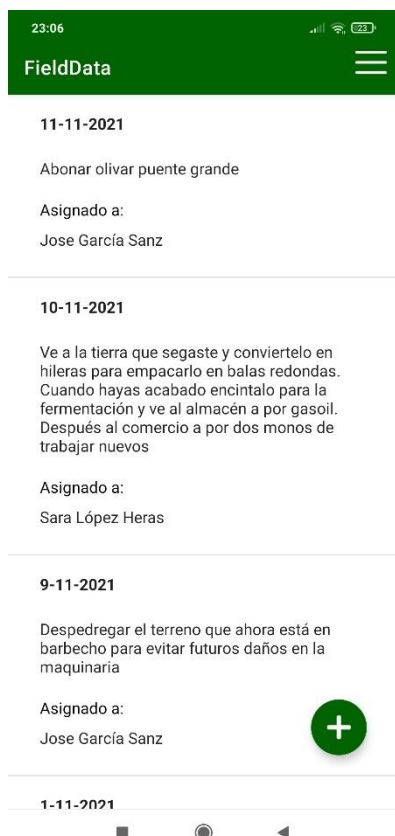 23:06
23
FieldData
11-11-2021
Abonar olivar puente grande
Asignado a:
Jose García Sanz
10-11-2021
Ve a la tierra que segaste y conviertelo en
hileras para empacarlo en balas redondas.
Cuando hayas acabado encintalo para la
fermentación y ve al almacén a por gasoil.
Después al comercio a por dos monos de
trabajar nuevos
Asignado a:
Sara López Heras
9-11-2021
Despedregar el terreno que ahora está en
barbecho para evitar futuros daños en la
maquinaria
Asignado a:
Jose García Sanz
1-11-2021